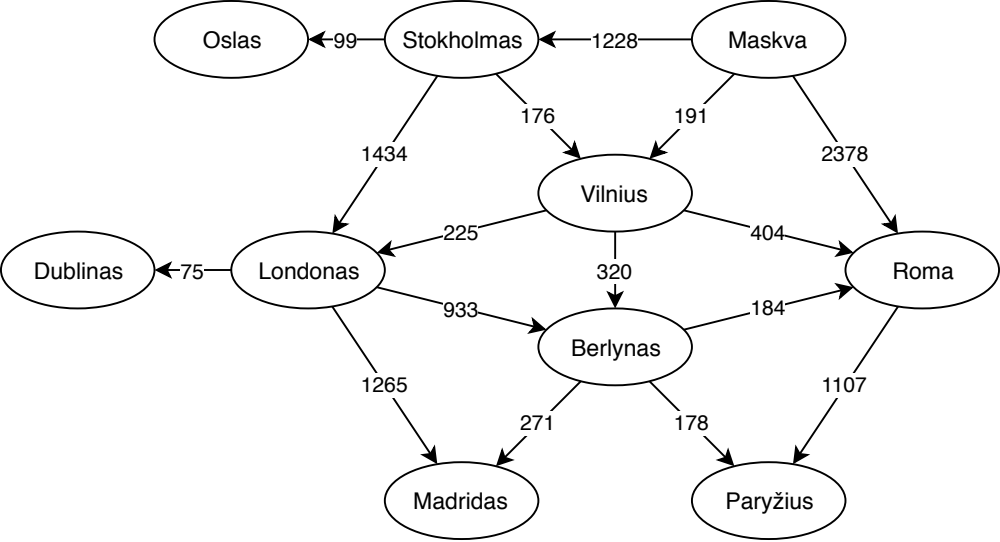 Oslas
99
Stokholmas
1228
Maskva
176
191
1434
2378
Vilnius
225
404
Dublinas
75
Londonas
320
Roma
933
184
Berlynas
1265
1107
271
178
Madridas
Paryžius